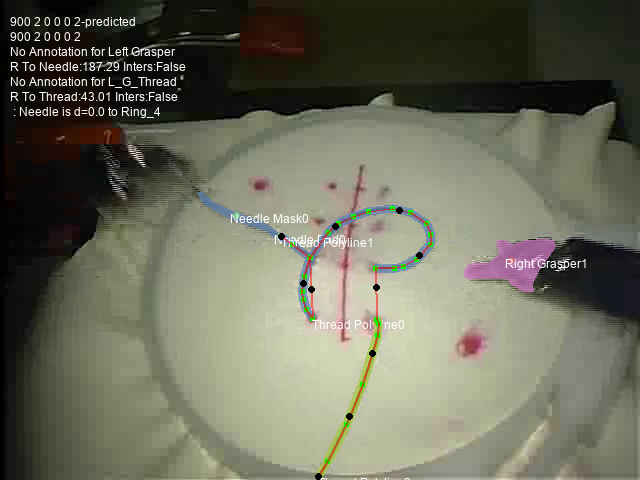 900 2 0 0 0 2-predicted
900 2 0 0 0 2
No Annotation for Left Grasper
R To Needle:187.29 Inters:False
No Annotation for L_G_Thread
R To Thread:43.01 Inters:False
: Needle is d=0.0 to Ring_4
Needle Mask0
Thread Polyline1
Right Grasper1
Thread Polyline0